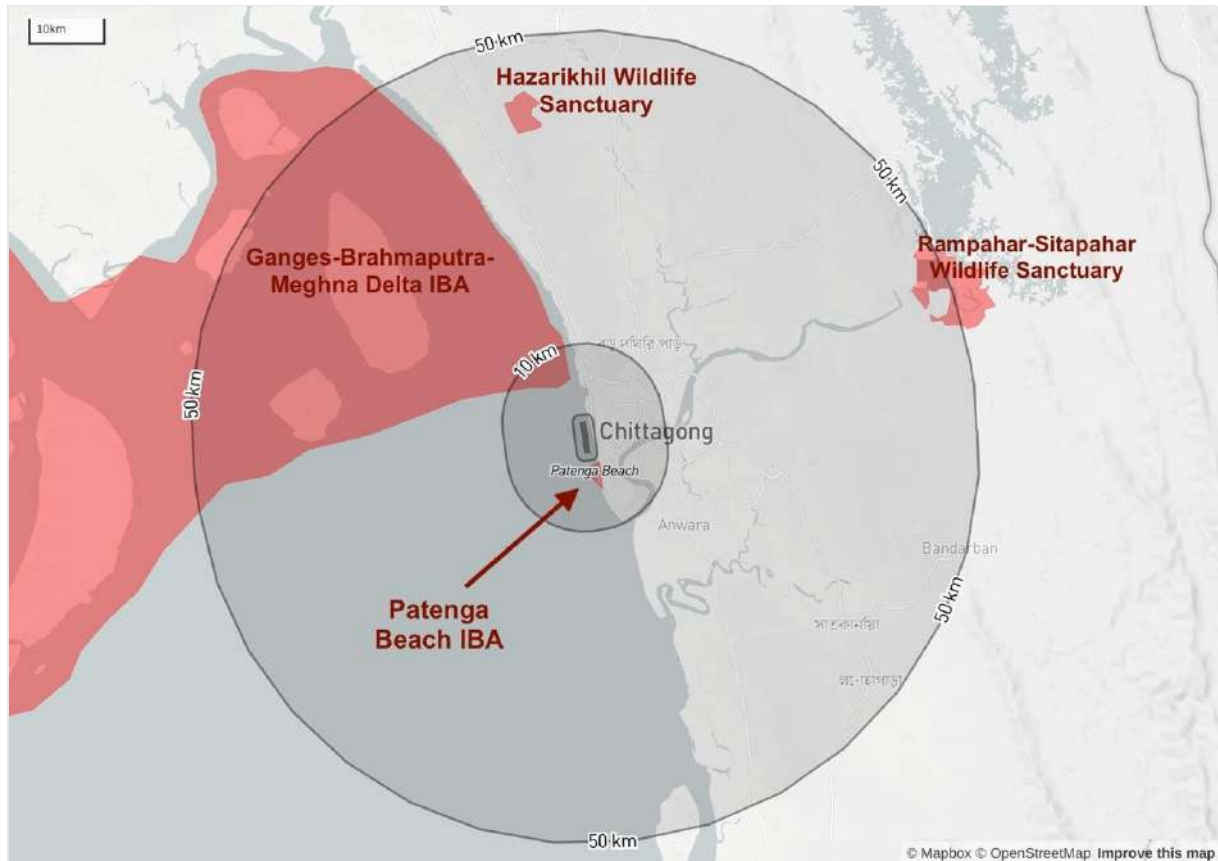 10km
50 km
Hazarikhil Wildlife
Sanctuary
50 km
Rampahar-Sitapahar
Wildlife Sanctuary
Ganges-Brahmaputra-
Meghna Delta IBA
10 km
50 km
Chittagong
Patenga Beach
Anwara
Bandarban
50 km
Patenga
Beach IBA
50 km
© Mapbox © OpenStreetMap Improve this map